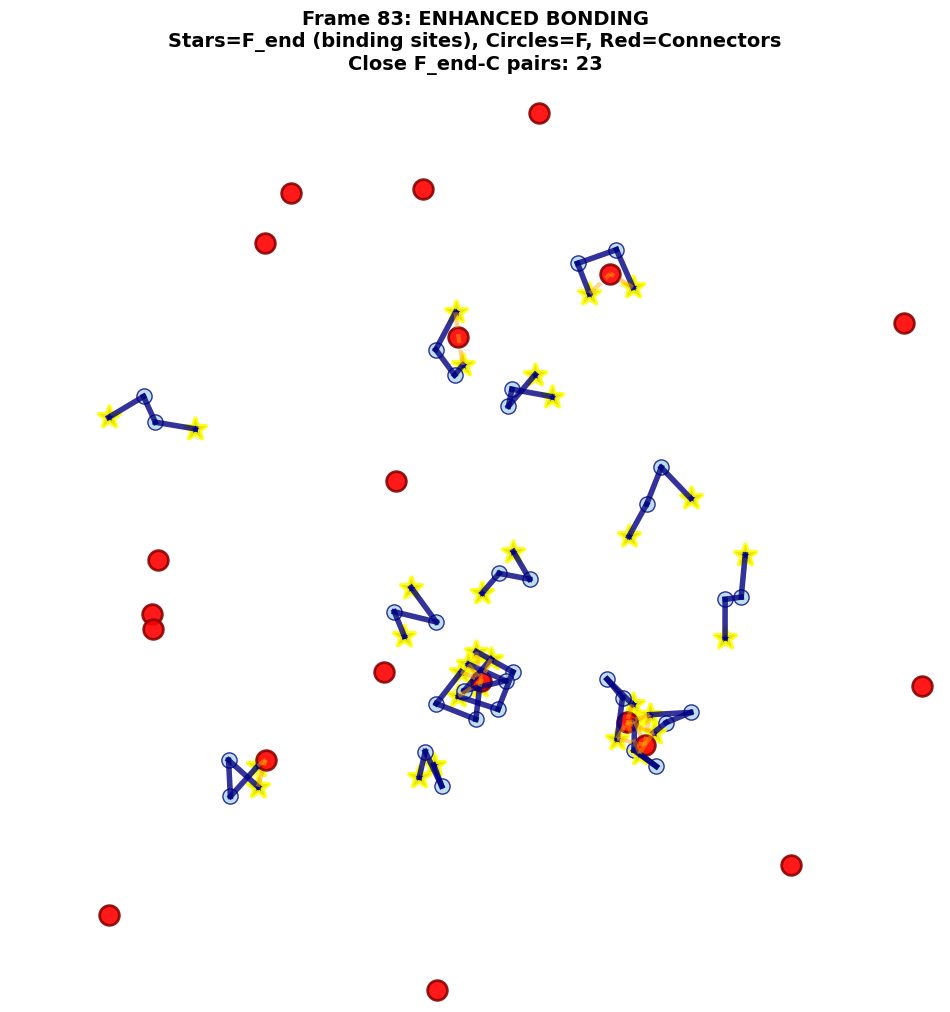 Frame 83: ENHANCED BONDING
Stars=F_end (binding sites), Circles=F, Red=Connectors
Close F_end-C pairs: 23